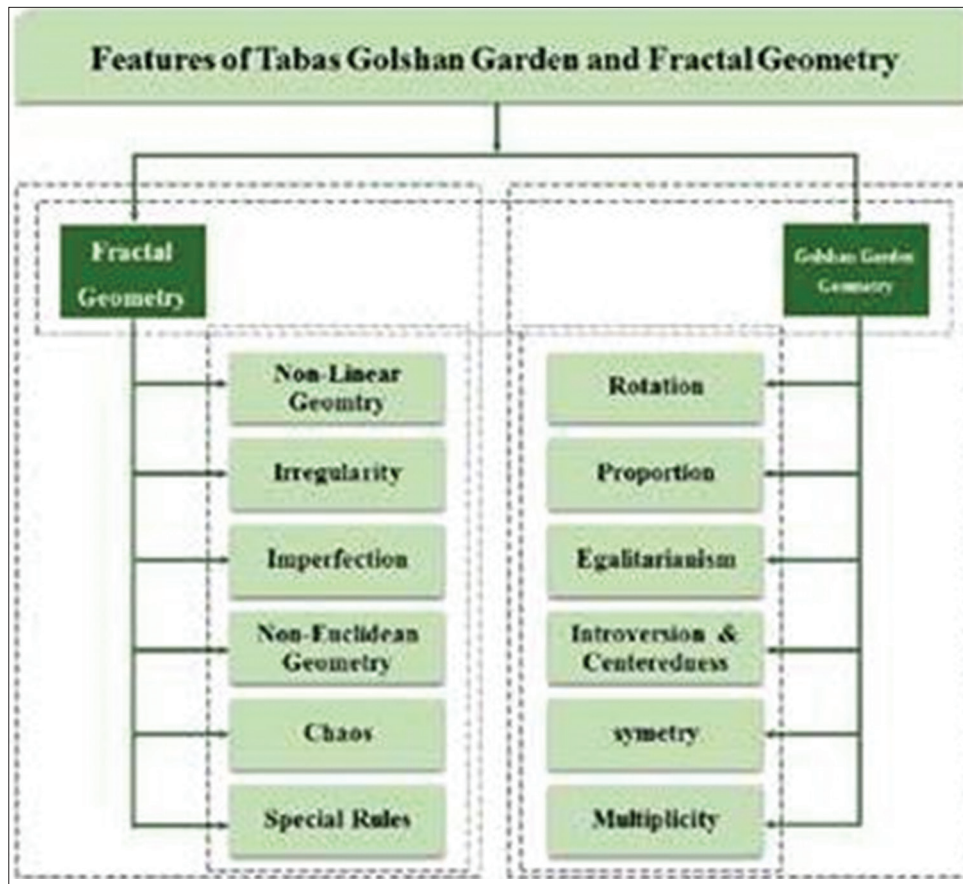 Features of Tabas Golshan Garden and Fractal Geometry
Fractal
Geometry
Non-Linear
Geomtry
Irregularity
Imperfection
Non-Euclidean
Geometry
Chaos
Special Rules
Golshan Garden
Geometry
Rotation
Proportion
Egalitarianism
Introversion &
Centeredness
symetry
Multiplicity